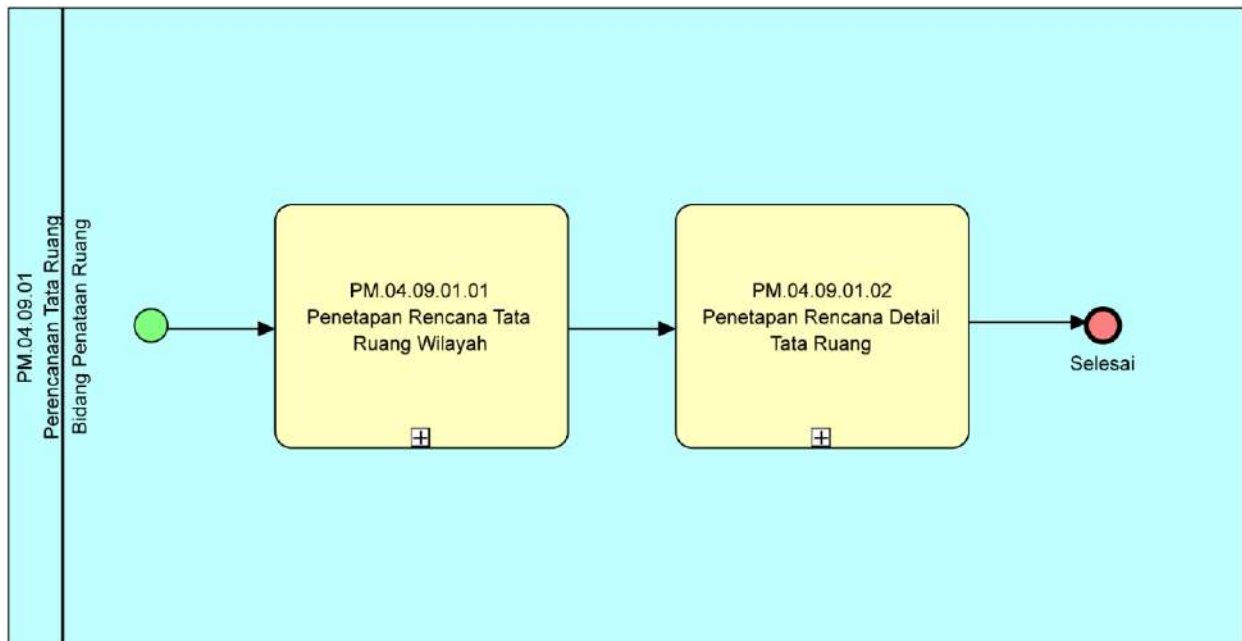 PM.04.09.01
Perencanaan Tata Ruang
Bidang Penataan Ruang
PM.04.09.01.01
Penetapan Rencana Tata
Ruang Wilayah
PM.04.09.01.02
Penetapan Rencana Detail
Tata Ruang
Selesai